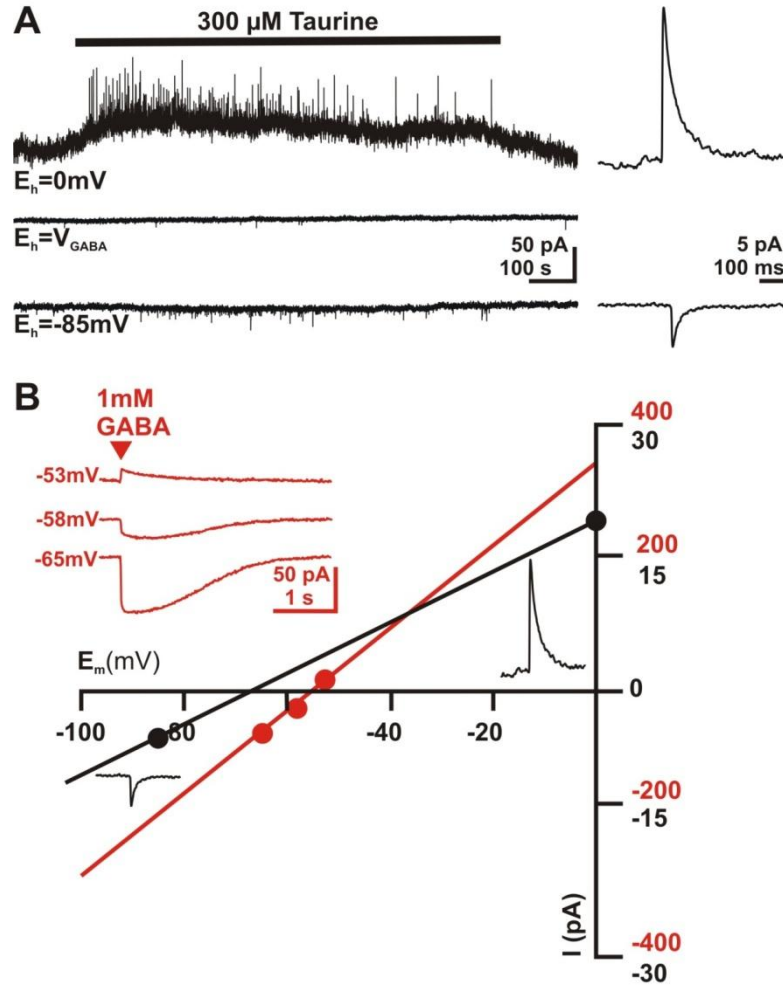 A
300 µM Taurine
E_h=0mV
E_h=V_GABA
50 pA
100 s
5 pA
100 ms
E_h=-85mV
B
1mM
GABA
-53mV
-58mV
-65mV
50 pA
1 s
E_m(mV)
400
30
200
15
0
-100
-80
-40
-20
-200
-15
-400
-30
I (pA)